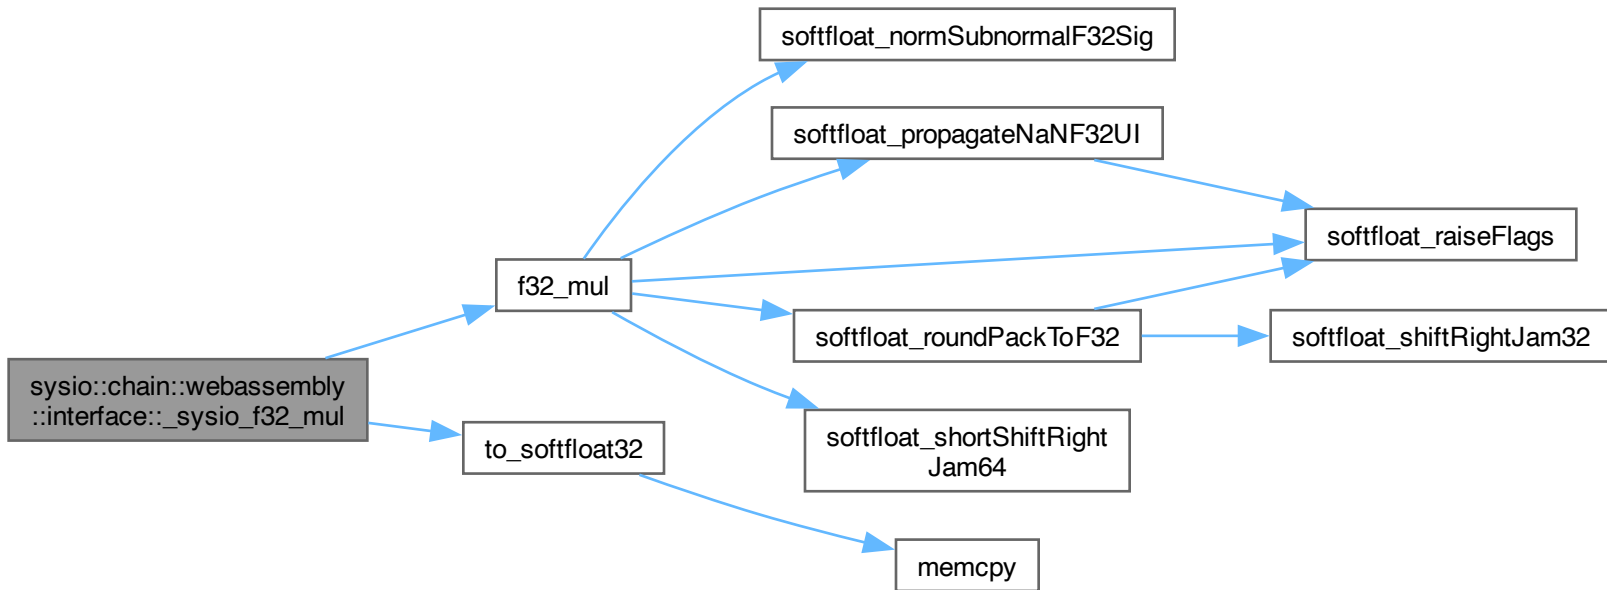 softfloat_normSubnormalF32Sig
softfloat_propagateNaNF32UI
softfloat_raiseFlags
f32_mul
softfloat_roundPackToF32
softfloat_shiftRightJam32
sysio::chain::webassembly
::interface::_sysio_f32_mul
to_softfloat32
softfloat_shortShiftRight
Jam64
memcpy